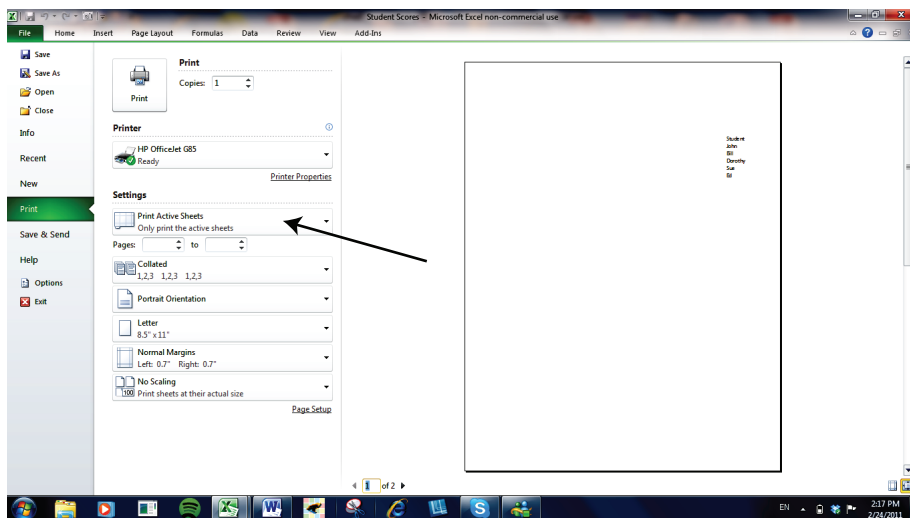 Student Scores - Microsoft Excel non-commercial use
File Home Insert Page Layout Formulas Data Review View Add-Ins
Save
Save As
Open
Close
Info
Recent
New
Print
Save & Send
Help
Options
Exit
Print
Print
Copies: 1
Printer
HP OfficeJet G85
Ready
Printer Properties
Settings
Print Active Sheets
Only print the active sheets
Pages: to
Collated
1,2,3 1,2,3 1,2,3
Portrait Orientation
Letter
8.5" x 11"
Normal Margins
Left: 0.7" Right: 0.7"
No Scaling
100 Print sheets at their actual size
Page Setup
Student
John
Bill
Dorothy
Sue
Ed
1 of 2
EN
2:17 PM
2/24/2011